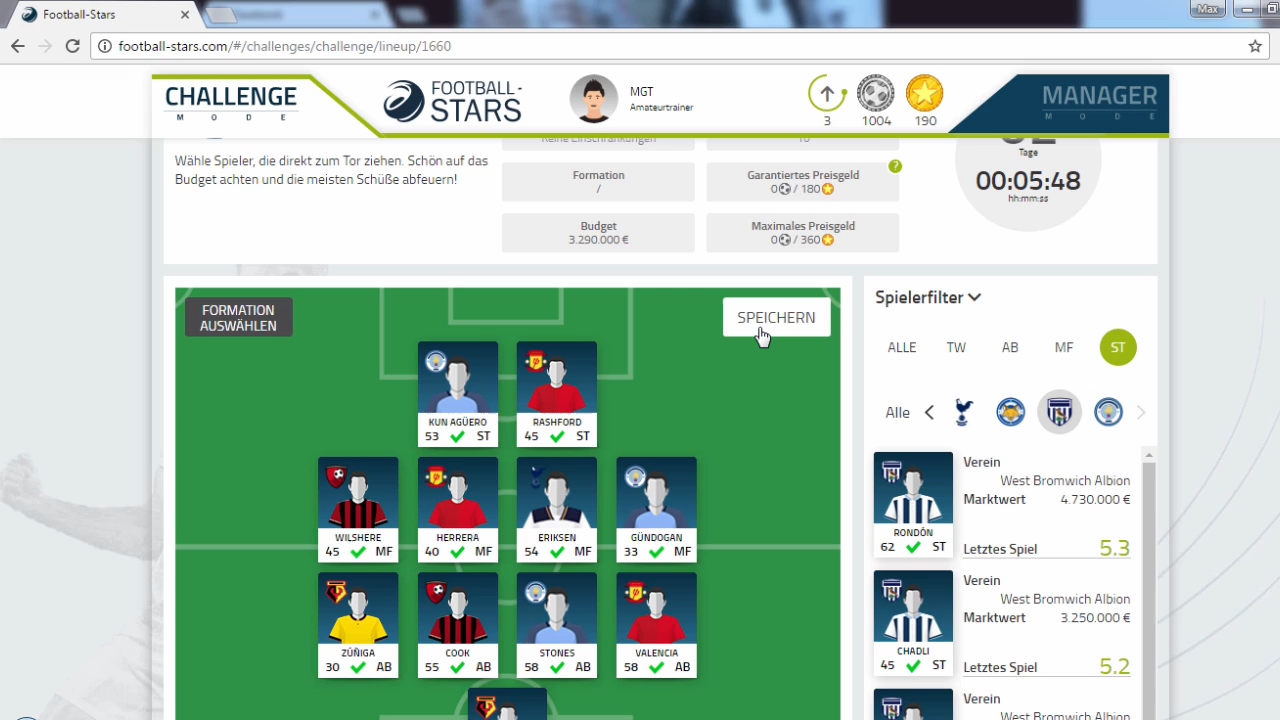 Football-Stars
Max
football-stars.com/#/challenges/challenge/lineup/1660
CHALLENGE
MODE
FOOTBALL-
STARS
MGT
Amateurtrainer
3
1004
190
MANAGER
MODE
Keine Einschränkungen
10
Wähle Spieler, die direkt zum Tor ziehen. Schön auf das
Budget achten und die meisten Schüße abfeuern!
Formation
/
Garantiertes Preisgeld
0 / 180
?
Budget
3.290.000 €
Maximales Preisgeld
0 / 360
Tage
00:05:48
hh:mm:ss
FORMATION
AUSWÄHLEN
SPEICHERN
KUN AGÜERO
53 ST
RASHFORD
45 ST
WILSHERE
45 MF
HERRERA
40 MF
ERIKSEN
54 MF
GÜNDOGAN
33 MF
ZÚÑIGA
30 AB
COOK
55 AB
STONES
58 AB
VALENCIA
58 AB
Spielerfilter
ALLE TW AB MF ST
Alle
RONDÓN
62 ST
Verein
West Bromwich Albion
Marktwert 4.730.000 €
Letztes Spiel 5.3
CHADLI
45 ST
Verein
West Bromwich Albion
Marktwert 3.250.000 €
Letztes Spiel 5.2
Verein
West Bromwich Albion